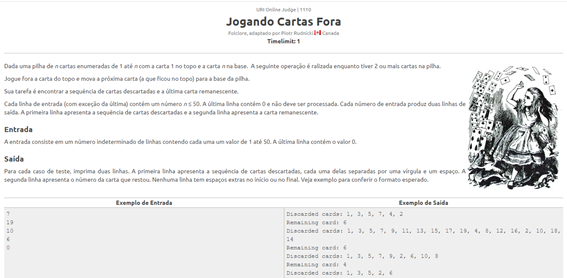 URI Online Judge | 1110
Jogando Cartas Fora
Folclore, adaptado por Piotr Rudnicki Canada
Timelimit: 1
Dada uma pilha de n cartas enumeradas de 1 até n com a carta 1 no topo e a carta n na base. A seguinte operação é ralizada enquanto tiver 2 ou mais cartas na pilha.
Jogue fora a carta do topo e mova a próxima carta (a que ficou no topo) para a base da pilha.
Sua tarefa é encontrar a sequência de cartas descartadas e a última carta remanescente.
Cada linha de entrada (com exceção da última) contém um número n ≤ 50. A última linha contém 0 e não deve ser processada. Cada número de entrada produz duas linhas de
saída. A primeira linha apresenta a sequência de cartas descartadas e a segunda linha apresenta a carta remanescente.
Entrada
A entrada consiste em um número indeterminado de linhas contendo cada uma um valor de 1 até 50. A última linha contém o valor 0.
Saída
Para cada caso de teste, imprima duas linhas. A primeira linha apresenta a sequência de cartas descartadas, cada uma delas separadas por uma vírgula e um espaço. A
segunda linha apresenta o número da carta que restou. Nenhuma linha tem espaços extras no início ou no final. Veja exemplo para conferir o formato esperado.
Exemplo de Entrada Exemplo de Saída
7 Discarded cards: 1, 3, 5, 7, 4, 2
19 Remaining card: 6
10 Discarded cards: 1, 3, 5, 7, 9, 11, 13, 15, 17, 19, 4, 8, 12, 16, 2, 10, 18,
6 14
0 Remaining card: 6
Discarded cards: 1, 3, 5, 7, 9, 2, 6, 10, 8
Remaining card: 4
Discarded cards: 1, 3, 5, 2, 6